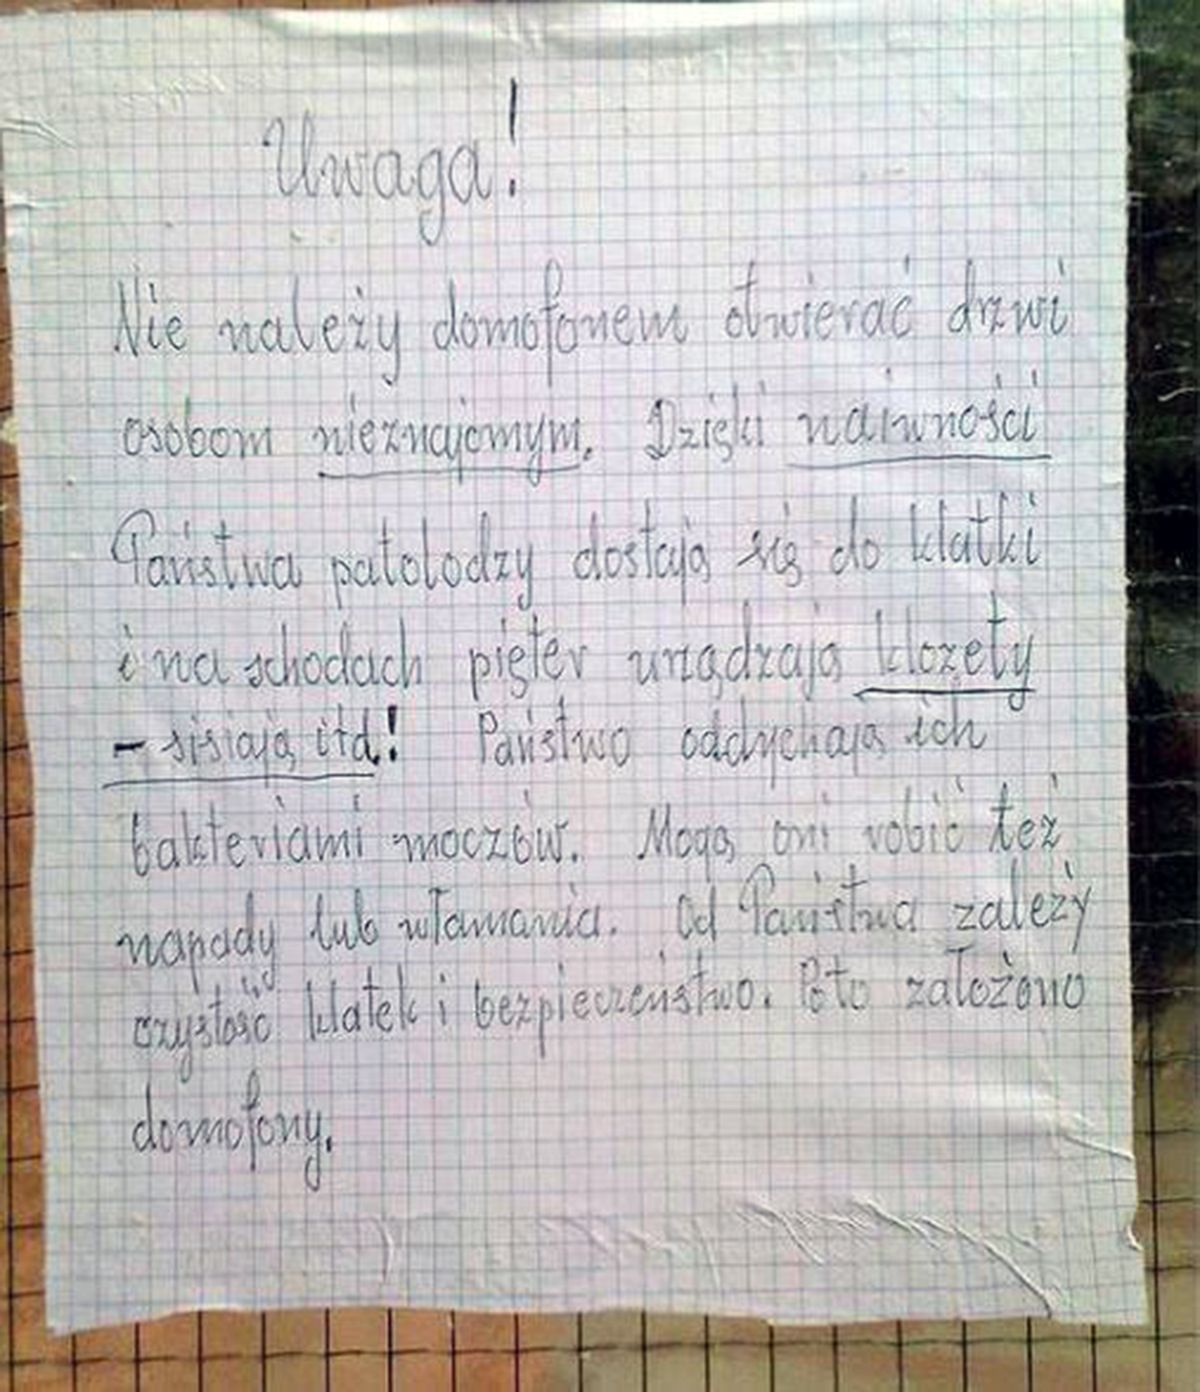 Uwaga!
Nie należy domofonem otwierać drzwi
osobom nieznajomym. Dzięki naiwności
Państwa patolodzy dostają się do klatki
i na schodach pięter urządzają klozety
- sisiają itd! Państwo oddychają ich
bakteriami moczów. Mogą oni robić też
napady lub włamania. Od Państwa zależy
czystość klatek i bezpieczeństwo. Po to założono
domofony.